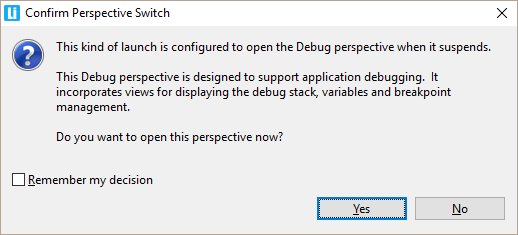 Li Confirm Perspective Switch
This kind of launch is configured to open the Debug perspective when it suspends.
This Debug perspective is designed to support application debugging.  It
incorporates views for displaying the debug stack, variables and breakpoint
management.
Do you want to open this perspective now?
Remember my decision
Yes No